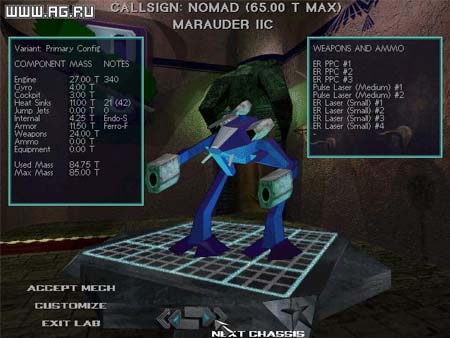 www.AG.ru
CALLSIGN: NOMAD (65.00 T MAX)
MARAUDER IIC
Variant: Primary Config
COMPONENT MASS NOTES
Engine 27.00 T 340
Gyro 4.00 T
Cockpit 3.00 T
Heat Sinks 11.00 T 21 (42)
Jump Jets 0.00 T 0
Internal 4.25 T Endo-S
Armor 11.50 T Ferro-F
Weapons 24.00 T
Ammo 0.00 T
Equipment 0.00 T
Used Mass 84.75 T
Max Mass 85.00 T
WEAPONS AND AMMO
ER PPC #1
ER PPC #2
ER PPC #3
Pulse Laser (Medium) #1
Pulse Laser (Medium) #2
ER Laser (Small) #1
ER Laser (Small) #2
ER Laser (Small) #3
ER Laser (Small) #4
ACCEPT MECH
CUSTOMIZE
EXIT LAB
NEXT CHASSIS